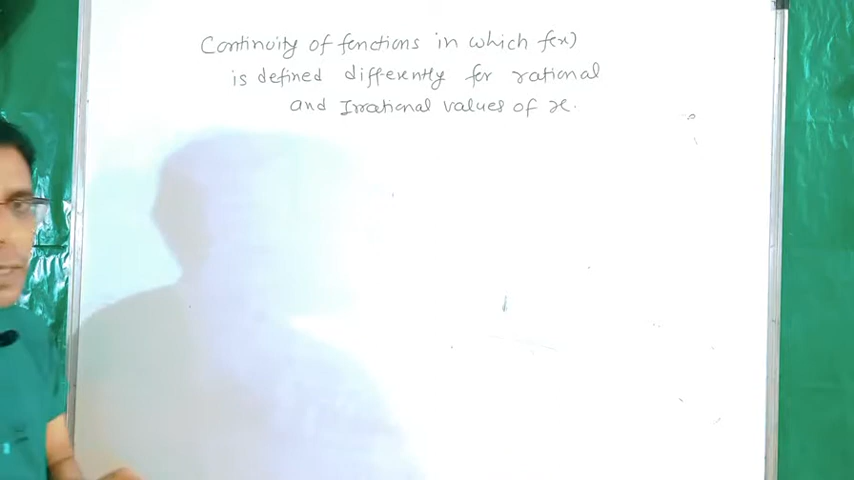 Continuity of functions in which f(x)
is defined differently for rational
and Irrational values of x.